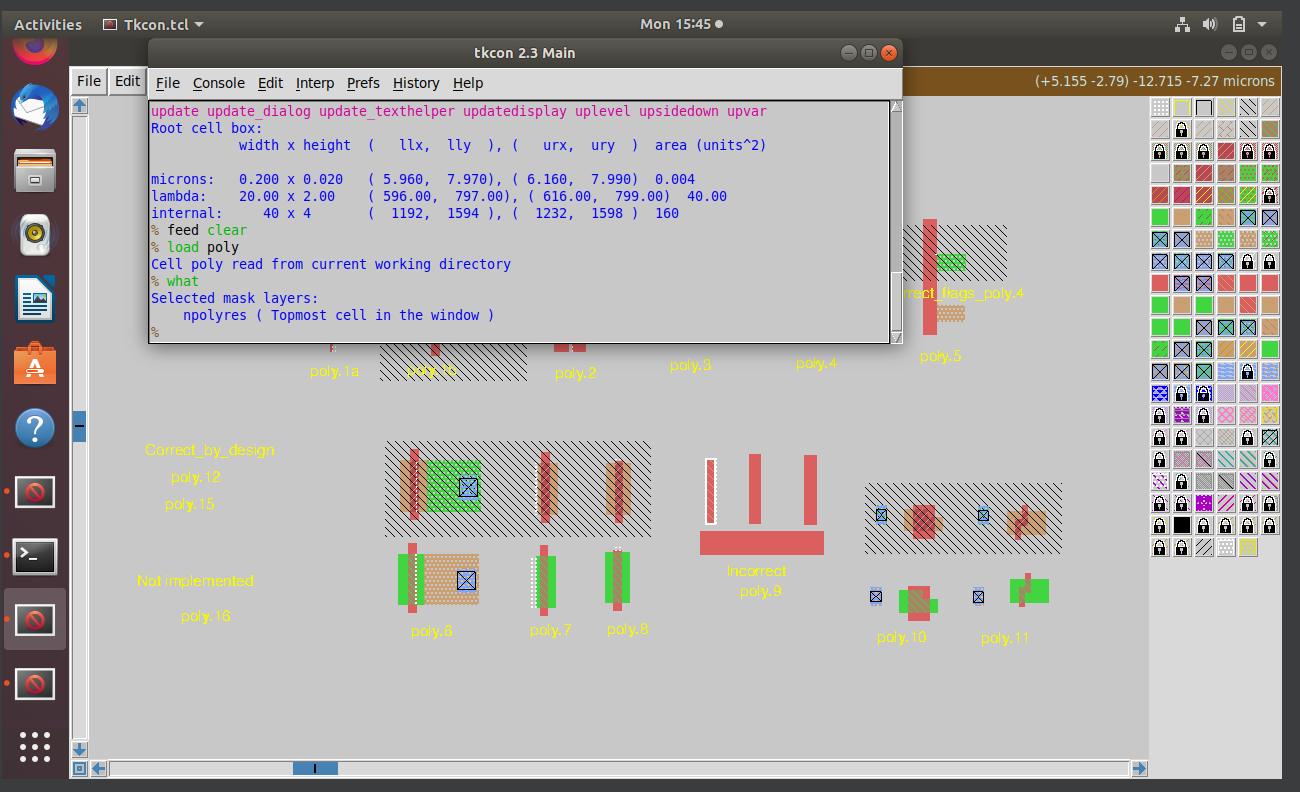 Activities Tkcon.tcl Mon 15:45
tkcon 2.3 Main
File Edit (+5.155 -2.79) -12.715 -7.27 microns
File Console Edit Interp Prefs History Help
update update_dialog update_texthelper updatedisplay uplevel upsidedown upvar
Root cell box:
width x height ( llx, lly ), ( urx, ury ) area (units^2)
microns: 0.200 x 0.020 ( 5.960, 7.970), ( 6.160, 7.990) 0.004
lambda: 20.00 x 2.00 ( 596.00, 797.00), ( 616.00, 799.00) 40.00
internal: 40 x 4 ( 1192, 1594 ), ( 1232, 1598 ) 160
% feed clear
% load poly
Cell poly read from current working directory
% what
Selected mask layers:
npolyres ( Topmost cell in the window )
%
rrect_flags_poly.4
poly.1a poly.1b poly.2 poly.3 poly.4 poly.5
Correct_by_design
poly.12
poly.15
Not implemented
poly.16
poly.6 poly.7 poly.8
Incorrect
poly.9
poly.10 poly.11